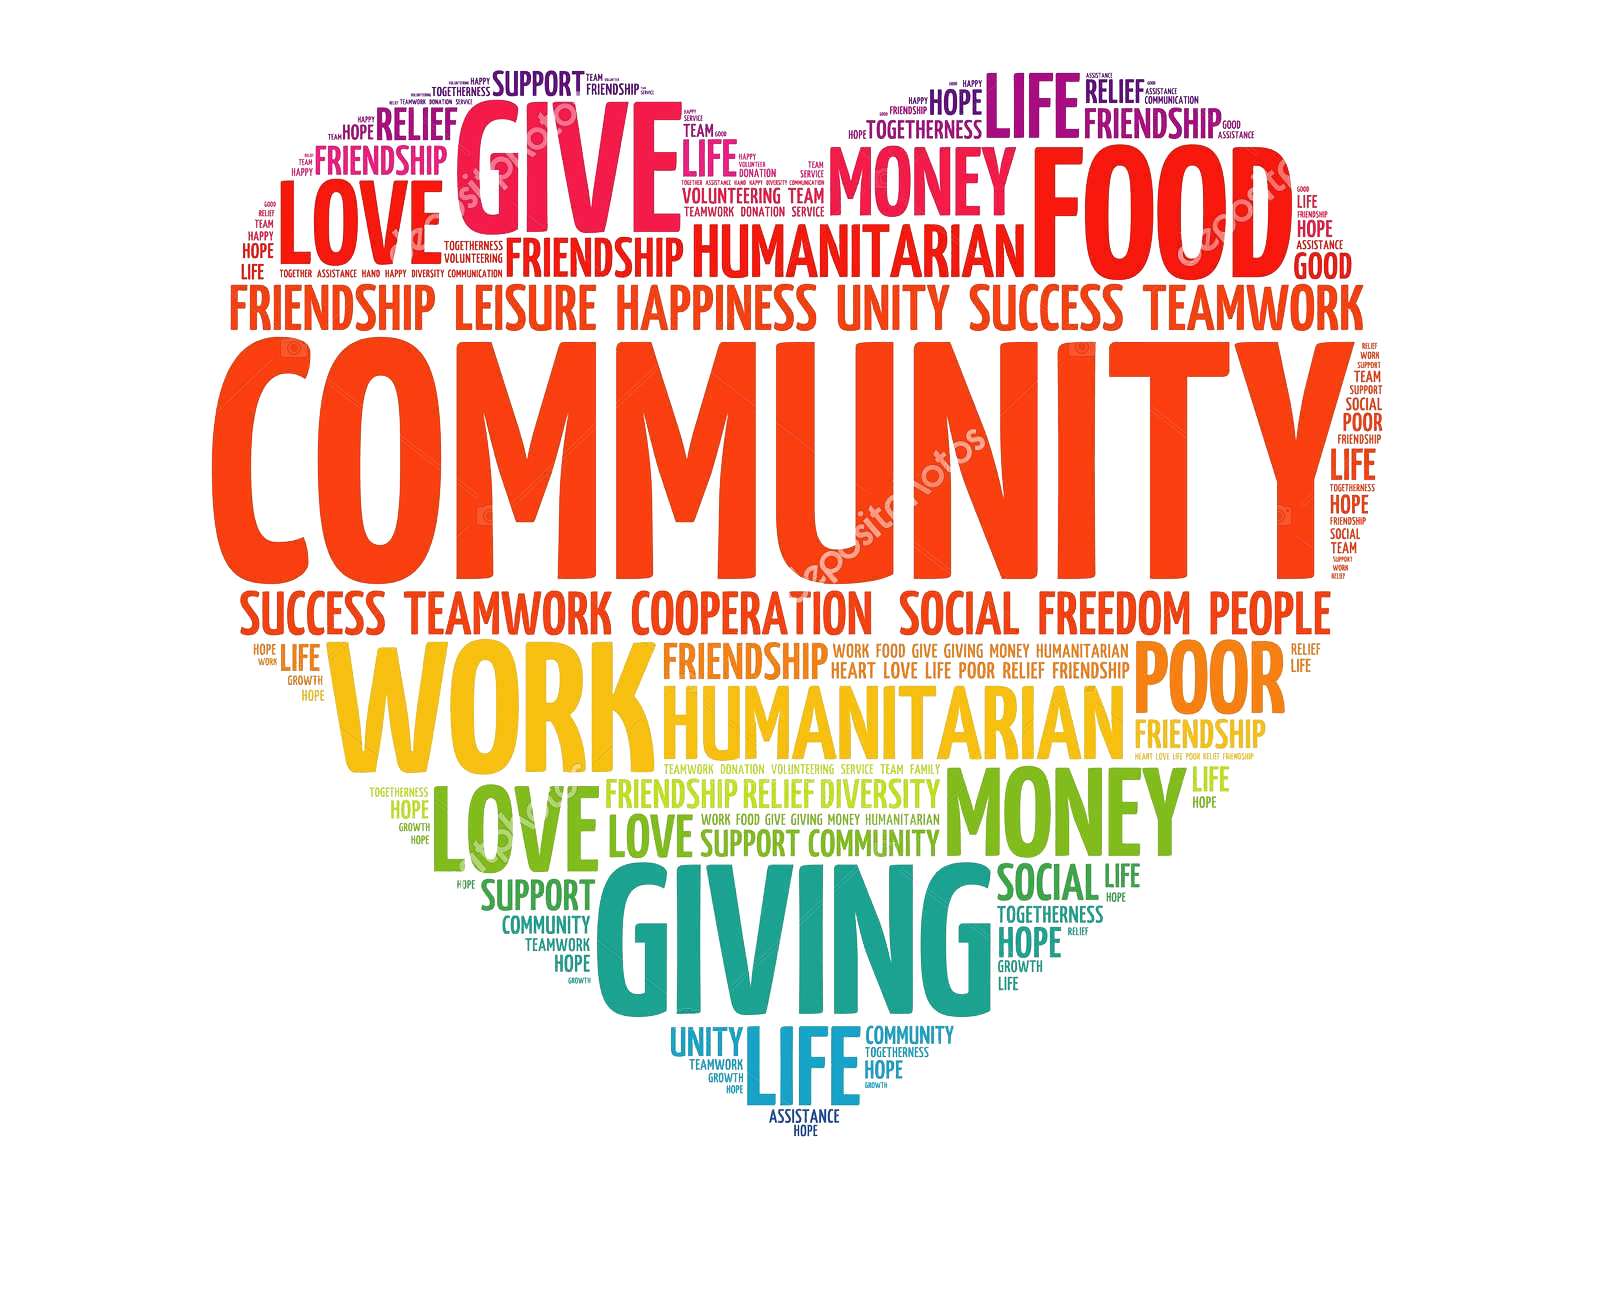 VOLUNTEERING HAPPY SUPPORT TEAM VOLUNTEER
TOGETHERNESS FRIENDSHIP
TEAMWORK DONATION SERVICE
SERVICE
HAPPY
HOPE RELIEF
TEAM
FRIENDSHIP
TEAM
HAPPY
GIVE
HAPPY
SERVICE
TEAM GOOD
LIFE HAPPY
VOLUNTEER
DONATION
TEAM
SERVICE
TOGETHER ASSISTANCE HAND HAPPY DIVERSITY COMMUNICATION
VOLUNTEERING TEAM
TEAMWORK DONATION SERVICE
HAPPY
HOPE
HAPPY
FRIENDSHIP
HOPE TOGETHERNESS
LIFE
ASSISTANCE
RELIEF ASSISTANCE
COMMUNICATION
FRIENDSHIP GOOD
ASSISTANCE
MONEY
FOOD
GOOD
LIFE
FRIENDSHIP
HOPE
ASSISTANCE
GOOD
GOOD
RELIEF
TEAM
HAPPY
HOPE
LIFE
LOVE
TOGETHERNESS
VOLUNTEERING
TOGETHER ASSISTANCE HAND HAPPY DIVERSITY COMMUNICATION
FRIENDSHIP HUMANITARIAN
FRIENDSHIP LEISURE HAPPINESS UNITY SUCCESS TEAMWORK
COMMUNITY
RELIEF
WORK
SUPPORT
TEAM
SUPPORT
SOCIAL
POOR
FRIENDSHIP
LIFE
TOGETHERNESS
HOPE
FRIENDSHIP
SOCIAL
TEAM
SUPPORT
WORK
RELIEF
depositphotos
SUCCESS TEAMWORK COOPERATION SOCIAL FREEDOM PEOPLE
HOPE
WORK LIFE
GROWTH
HOPE
WORK
FRIENDSHIP
WORK FOOD GIVE GIVING MONEY HUMANITARIAN
HEART LOVE LIFE POOR RELIEF FRIENDSHIP
POOR
RELIEF
LIFE
HUMANITARIAN
FRIENDSHIP
HEART LOVE LIFE POOR RELIEF FRIENDSHIP
TEAMWORK DONATION VOLUNTEERING SERVICE TEAM FAMILY
TOGETHERNESS
HOPE
GROWTH
HOPE
LOVE
FRIENDSHIP RELIEF DIVERSITY
LOVE
WORK FOOD GIVE GIVING MONEY HUMANITARIAN
SUPPORT COMMUNITY
MONEY
LIFE
HOPE
HOPE SUPPORT
COMMUNITY
TEAMWORK
HOPE
GROWTH
GIVING
SOCIAL LIFE
HOPE
TOGETHERNESS
HOPE RELIEF
GROWTH
LIFE
UNITY
TEAMWORK
GROWTH
HOPE
LIFE
COMMUNITY
TOGETHERNESS
HOPE
GROWTH
ASSISTANCE
HOPE